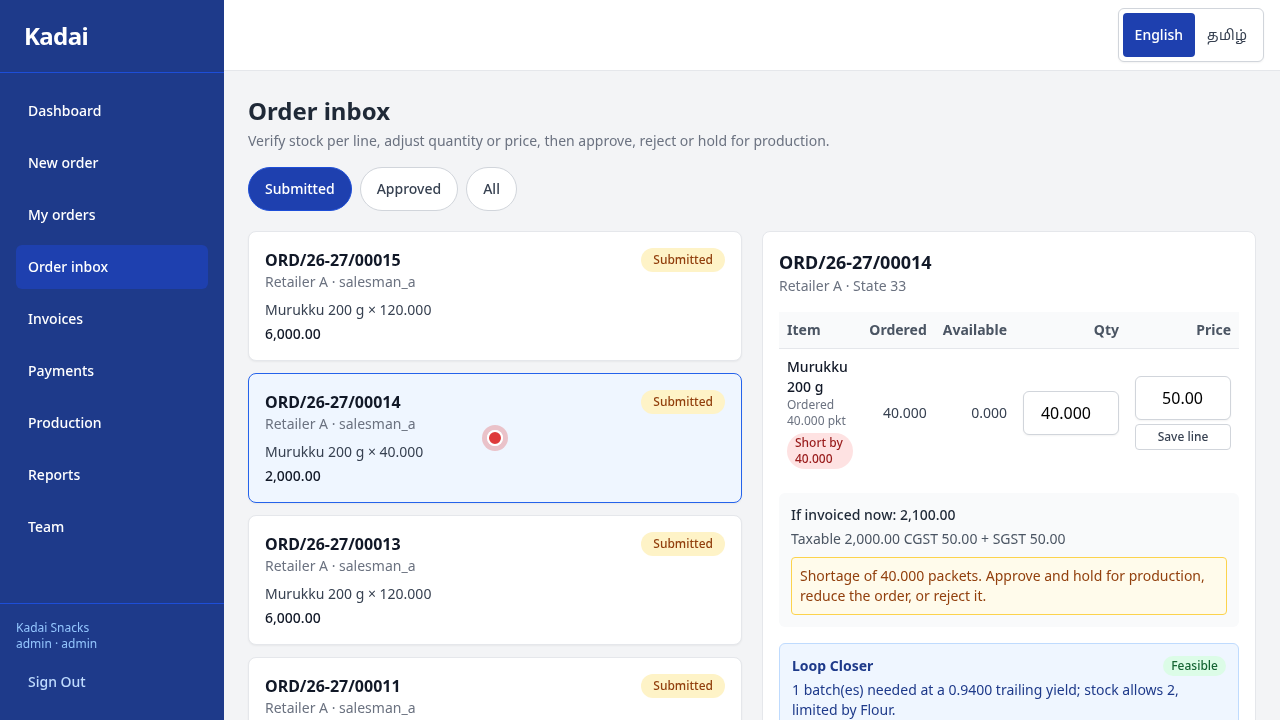 Kadai
English
தமிழ்
Dashboard
New order
My orders
Order inbox
Invoices
Payments
Production
Reports
Team
Kadai Snacks
admin · admin
Sign Out
Order inbox
Verify stock per line, adjust quantity or price, then approve, reject or hold for production.
Submitted
Approved
All
ORD/26-27/00015
Submitted
Retailer A · salesman_a
Murukku 200 g × 120.000
6,000.00
ORD/26-27/00014
Submitted
Retailer A · salesman_a
Murukku 200 g × 40.000
2,000.00
ORD/26-27/00013
Submitted
Retailer A · salesman_a
Murukku 200 g × 120.000
6,000.00
ORD/26-27/00011
Submitted
Retailer A · salesman_a
ORD/26-27/00014
Retailer A · State 33
Item Ordered Available Qty Price
Murukku
200 g
Ordered
40.000 pkt
Short by
40.000
40.000 0.000 40.000 50.00
Save line
If invoiced now: 2,100.00
Taxable 2,000.00 CGST 50.00 + SGST 50.00
Shortage of 40.000 packets. Approve and hold for production,
reduce the order, or reject it.
Loop Closer
Feasible
1 batch(es) needed at a 0.9400 trailing yield; stock allows 2,
limited by Flour.